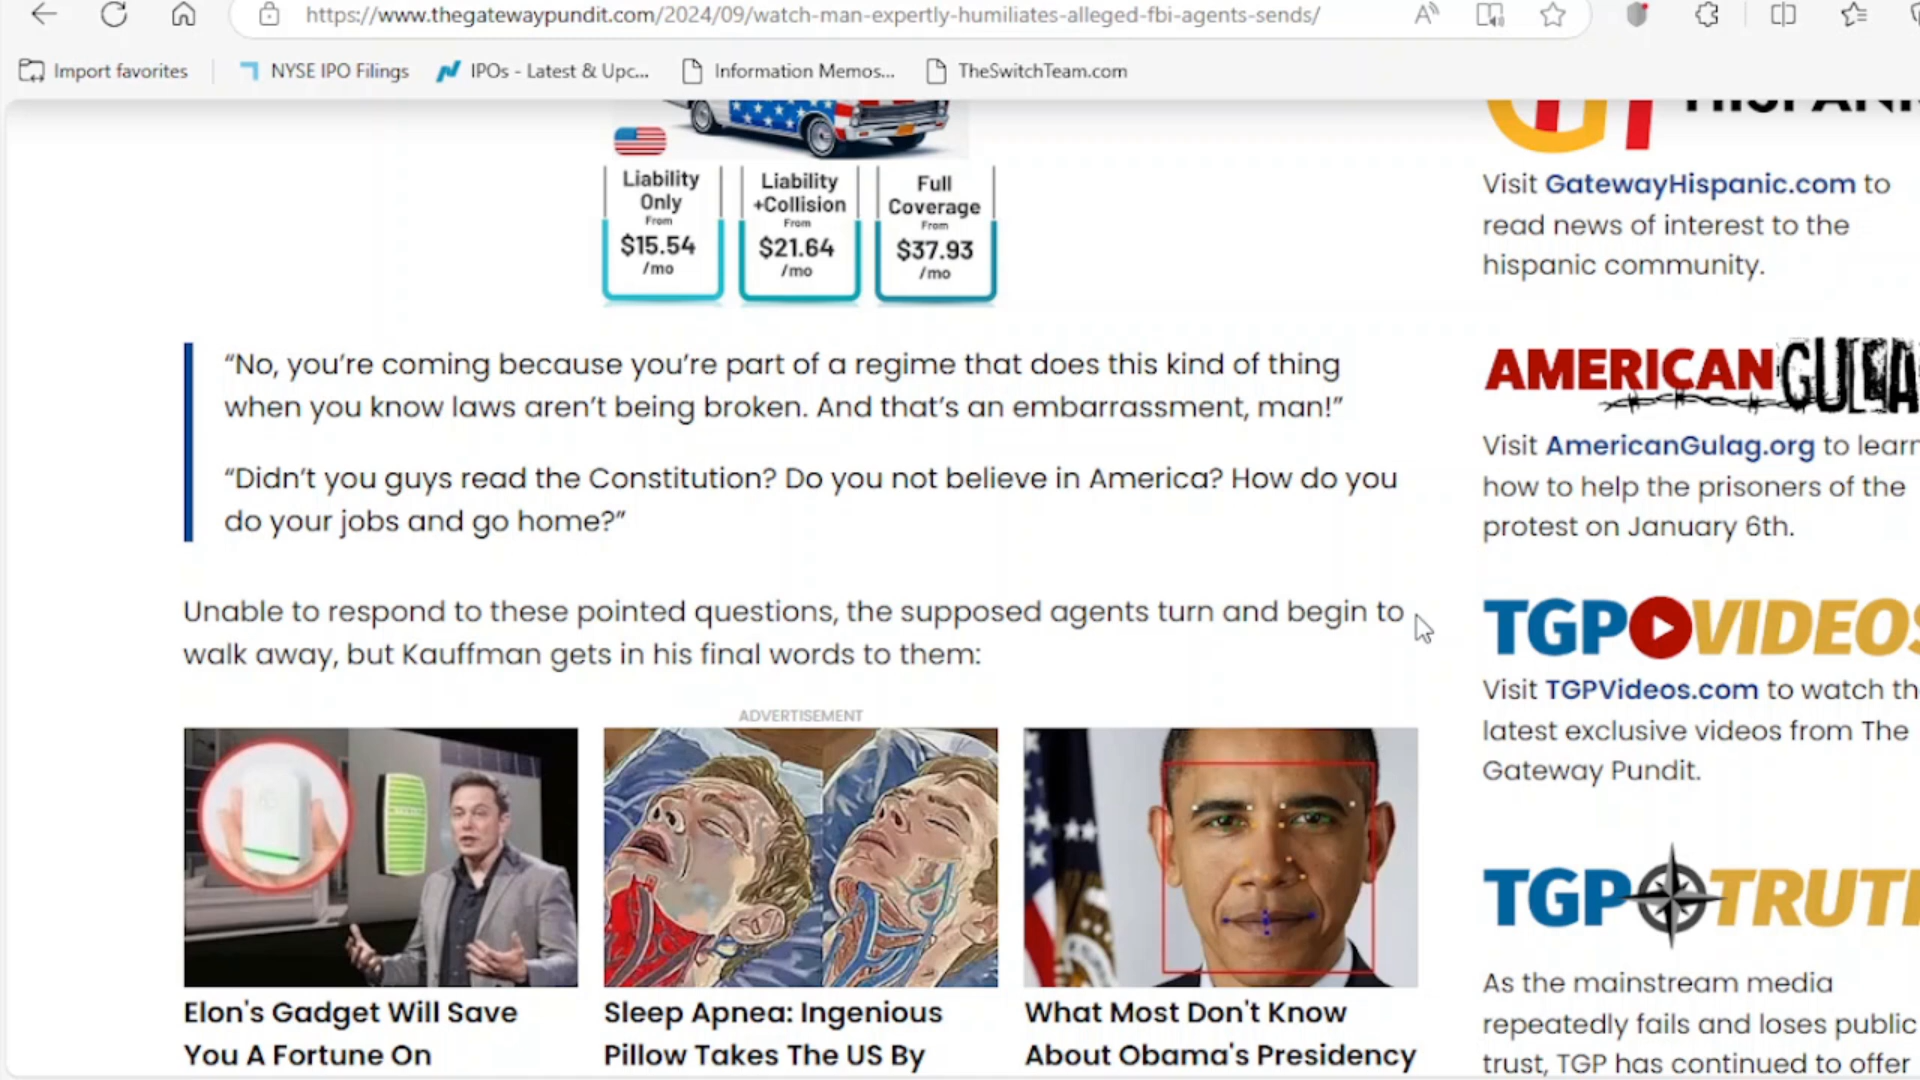 https://www.thegatewaypundit.com/2024/09/watch-man-expertly-humiliates-alleged-fbi-agents-sends/
Import favorites
NYSE IPO Filings
IPOs - Latest & Upc...
Information Memos...
TheSwitchTeam.com
Liability
Only
From
$15.54
/mo
Liability
+Collision
From
$21.64
/mo
Full
Coverage
From
$37.93
/mo
“No, you’re coming because you’re part of a regime that does this kind of thing
when you know laws aren’t being broken. And that’s an embarrassment, man!”
“Didn’t you guys read the Constitution? Do you not believe in America? How do you
do your jobs and go home?”
Unable to respond to these pointed questions, the supposed agents turn and begin to
walk away, but Kauffman gets in his final words to them:
ADVERTISEMENT
Elon's Gadget Will Save
You A Fortune On
Sleep Apnea: Ingenious
Pillow Takes The US By
What Most Don't Know
About Obama's Presidency
Visit GatewayHispanic.com to
read news of interest to the
hispanic community.
AMERICAN GULA
Visit AmericanGulag.org to learn
how to help the prisoners of the
protest on January 6th.
TGP VIDEOS
Visit TGPVideos.com to watch the
latest exclusive videos from The
Gateway Pundit.
TGP TRUT
As the mainstream media
repeatedly fails and loses public
trust, TGP has continued to offer